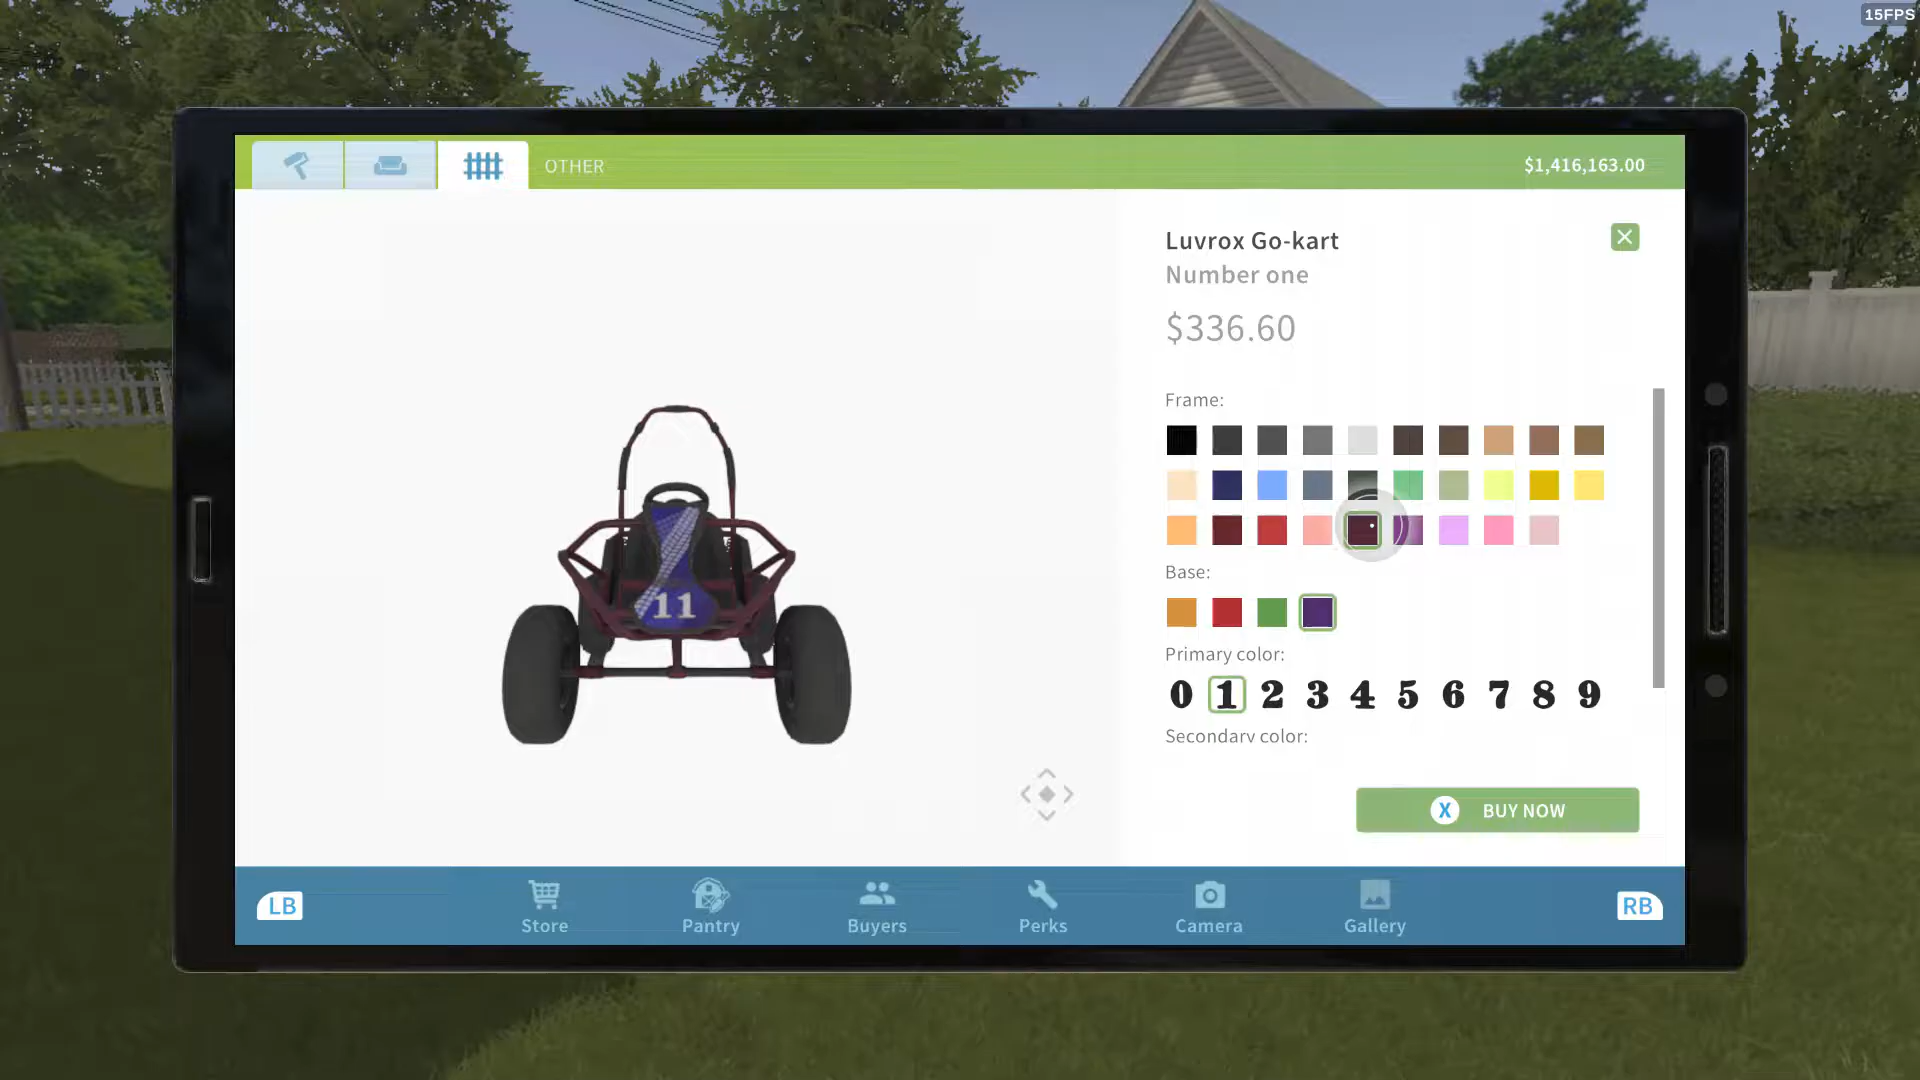 15FPS
OTHER
$1,416,163.00
Luvrox Go-kart
Number one
$336.60
Frame:
Base:
11
Primary color:
0 1 2 3 4 5 6 7 8 9
Secondary color:
X BUY NOW
LB
Store
Pantry
Buyers
Perks
Camera
Gallery
RB